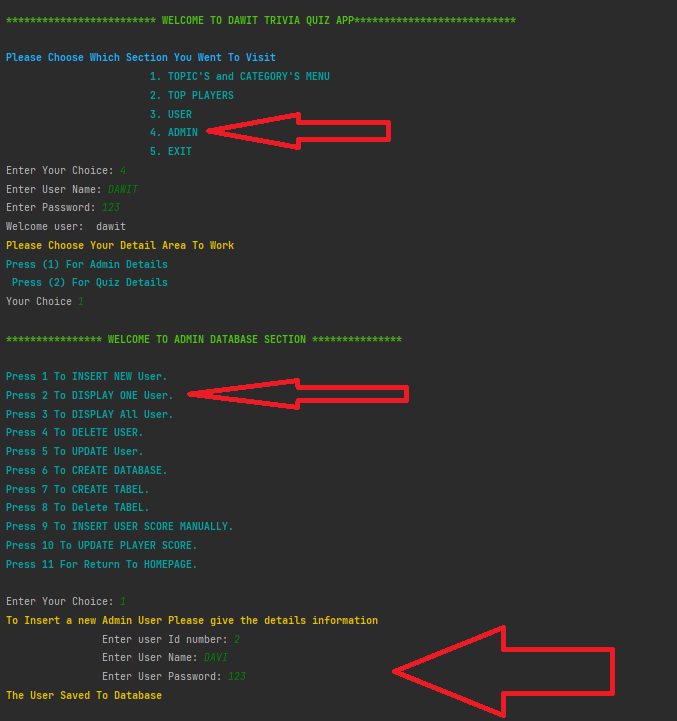 ************************* WELCOME TO DAWIT TRIVIA QUIZ APP***************************
Please Choose Which Section You Went To Visit
1. TOPIC'S and CATEGORY'S MENU
2. TOP PLAYERS
3. USER
4. ADMIN
5. EXIT
Enter Your Choice: 4
Enter User Name: DAWIT
Enter Password: 123
Welcome user:  dawit
Please Choose Your Detail Area To Work
Press (1) For Admin Details
Press (2) For Quiz Details
Your Choice 1
**************** WELCOME TO ADMIN DATABASE SECTION ***************
Press 1 To INSERT NEW User.
Press 2 To DISPLAY ONE User.
Press 3 To DISPLAY All User.
Press 4 To DELETE USER.
Press 5 To UPDATE User.
Press 6 To CREATE DATABASE.
Press 7 To CREATE TABEL.
Press 8 To Delete TABEL.
Press 9 To INSERT USER SCORE MANUALLY.
Press 10 To UPDATE PLAYER SCORE.
Press 11 For Return To HOMEPAGE.
Enter Your Choice: 1
To Insert a new Admin User Please give the details information
Enter user Id number: 2
Enter User Name: DAVI
Enter User Password: 123
The User Saved To Database